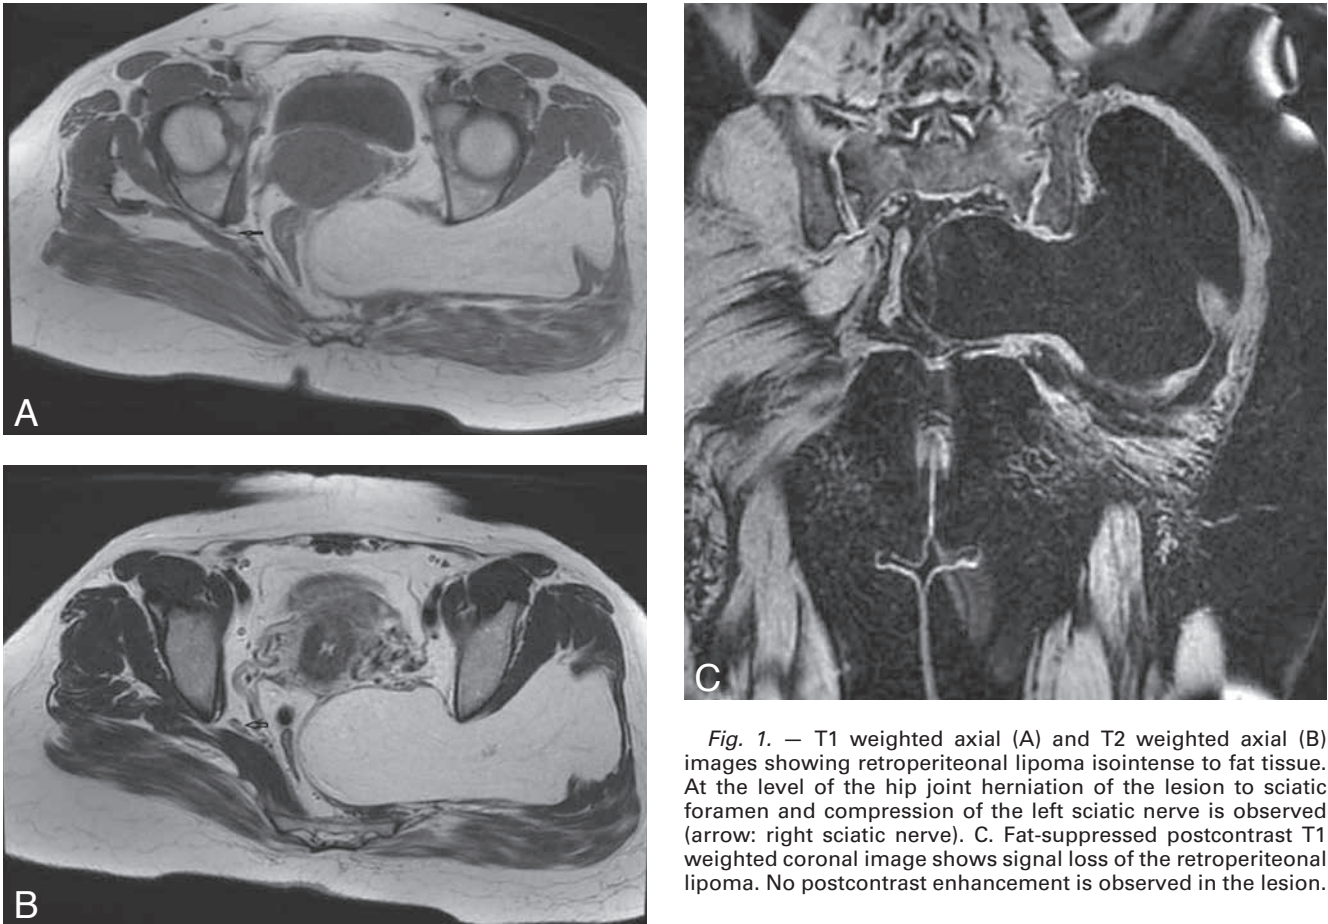 A
B
C
Fig. 1. — T1 weighted axial (A) and T2 weighted axial (B)
images showing retroperiteonal lipoma isointense to fat tissue.
At the level of the hip joint herniation of the lesion to sciatic
foramen and compression of the left sciatic nerve is observed
(arrow: right sciatic nerve). C. Fat-suppressed postcontrast T1
weighted coronal image shows signal loss of the retroperiteonal
lipoma. No postcontrast enhancement is observed in the lesion.